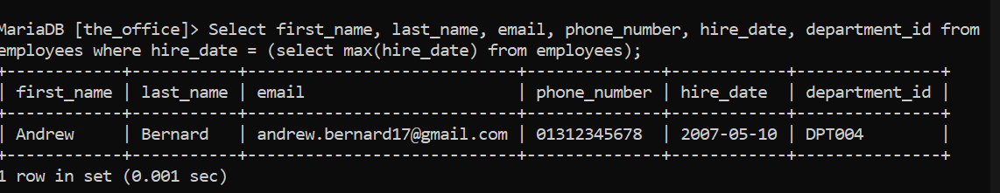 MariaDB [the_office]> Select first_name, last_name, email, phone_number, hire_date, department_id from
employees where hire_date = (select max(hire_date) from employees);
+------------+-----------+----------------------------+--------------+------------+---------------+
| first_name | last_name | email                      | phone_number | hire_date  | department_id |
+------------+-----------+----------------------------+--------------+------------+---------------+
| Andrew     | Bernard   | andrew.bernard17@gmail.com | 01312345678  | 2007-05-10 | DPT004        |
+------------+-----------+----------------------------+--------------+------------+---------------+
1 row in set (0.001 sec)